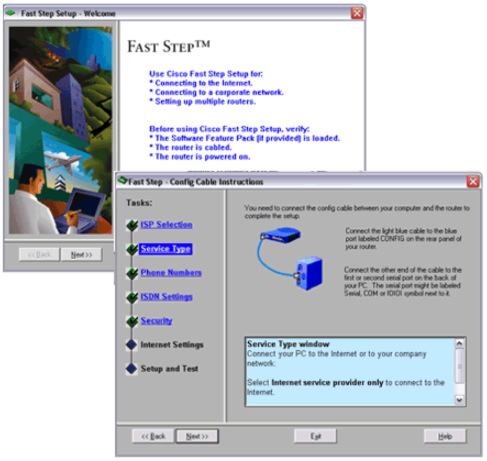 Fast Step Setup - Welcome
FAST STEP™
Use Cisco Fast Step Setup for:
* Connecting to the Internet.
* Connecting to a corporate network.
* Setting up multiple routers.
Before using Cisco Fast Step Setup, verify:
* The Software Feature Pack (if provided) is loaded.
* The router is cabled.
* The router is powered on.
<< Back
Next >>
Fast Step - Config Cable Instructions
Tasks:
ISP Selection
Service Type
Phone Numbers
ISDN Settings
Security
Internet Settings
Setup and Test
You need to connect the config cable between your computer and the router to
complete the setup.
Connect the light blue cable to the blue
port labeled CONFIG on the rear panel of
your router.
Connect the other end of the cable to the
first or second serial port on the back of
your PC. The serial port might be labeled
Serial, COM or IOIOI symbol next to it.
Service Type window
Connect your PC to the Internet or to your company
network:
Select Internet service provider only to connect to the
Internet.
<< Back
Next >>
Exit
Help